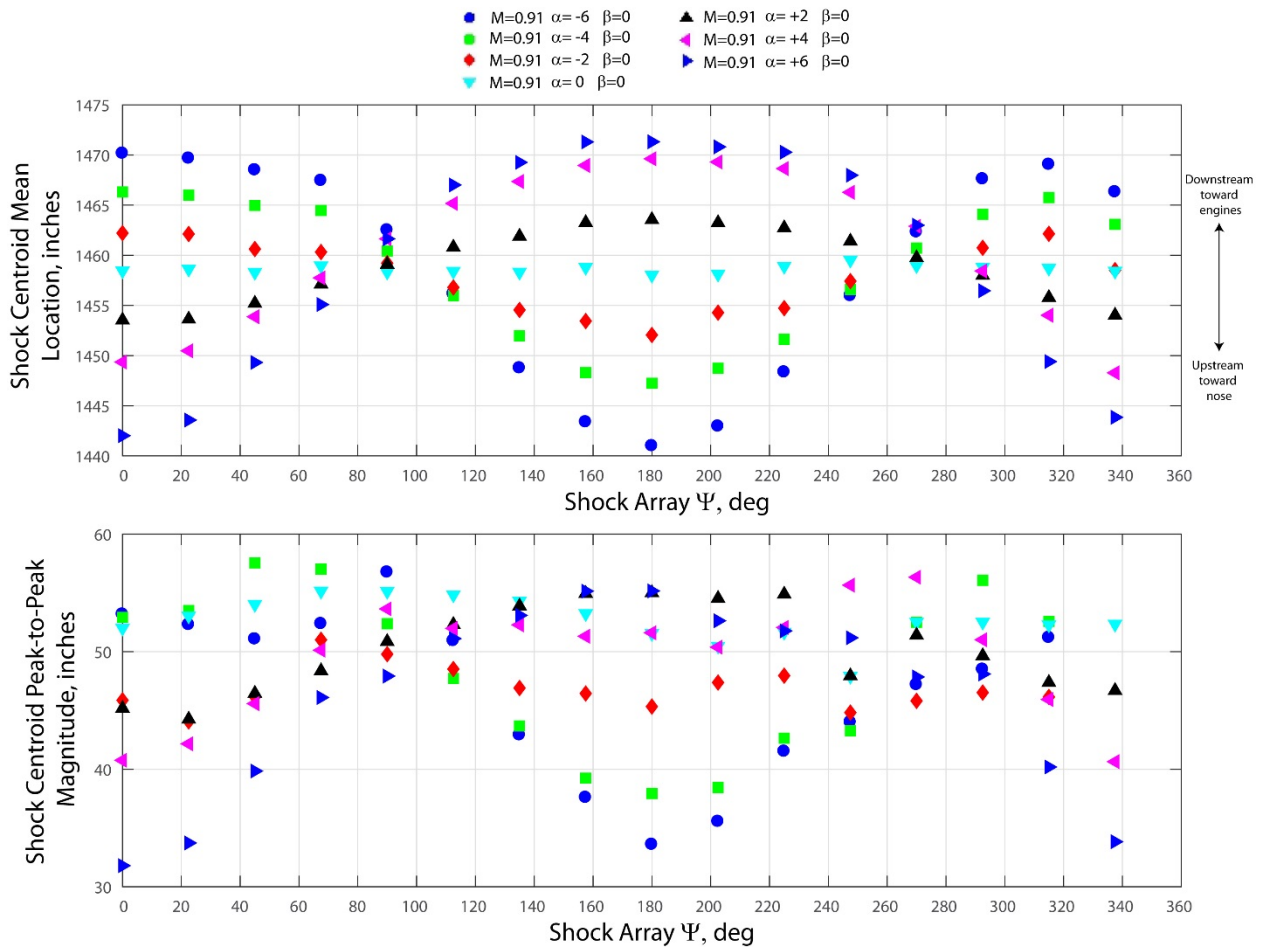 M=0.91 α= -6 β=0
M=0.91 α= -4 β=0
M=0.91 α= -2 β=0
M=0.91 α= 0 β=0
M=0.91 α= +2 β=0
M=0.91 α= +4 β=0
M=0.91 α= +6 β=0
Shock Centroid Mean
Location, inches
1475
1470
1465
1460
1455
1450
1445
1440
0 20 40 60 80 100 120 140 160 180 200 220 240 260 280 300 320 340 360
Shock Array Ψ, deg
Downstream
toward
engines
Upstream
toward
nose
Shock Centroid Peak-to-Peak
Magnitude, inches
60
50
40
30
0 20 40 60 80 100 120 140 160 180 200 220 240 260 280 300 320 340 360
Shock Array Ψ, deg